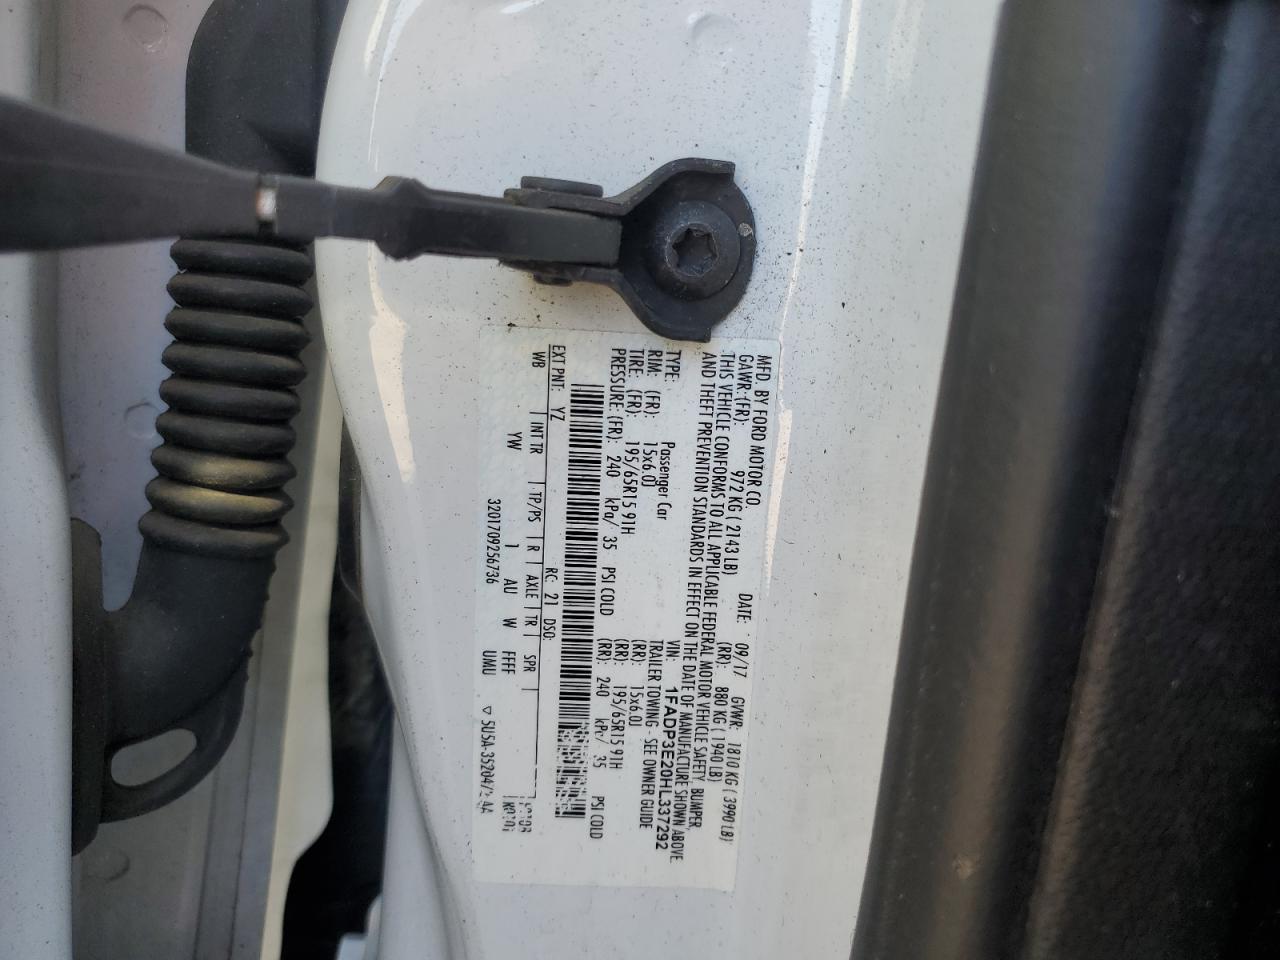 MFD. BY FORD MOTOR CO.
DATE: 09/17 GVWR: 1810 KG ( 3990 LB)
GAWR:(FR): 972 KG ( 2143 LB) (RR): 880 KG ( 1940 LB)
THIS VEHICLE CONFORMS TO ALL APPLICABLE FEDERAL MOTOR VEHICLE SAFETY, BUMPER,
AND THEFT PREVENTION STANDARDS IN EFFECT ON THE DATE OF MANUFACTURE SHOWN ABOVE
VIN: 1FADP3E20HL337292
TYPE: Passenger Car TRAILER TOWING - SEE OWNER GUIDE
RIM: (FR): 15x6.0J (RR): 15x6.0J
TIRE: (FR): 195/65R15 91H (RR): 195/65R15 91H
PRESSURE:(FR): 240 kPa/ 35 PSI COLD (RR): 240 kPa/ 35 PSI COLD
EXT PNT: YZ RC: 21 DSO:
WB INT TR TP/PS R AXLE TR SPR
YW 1 AU W FFFF
3201709256736 UMU